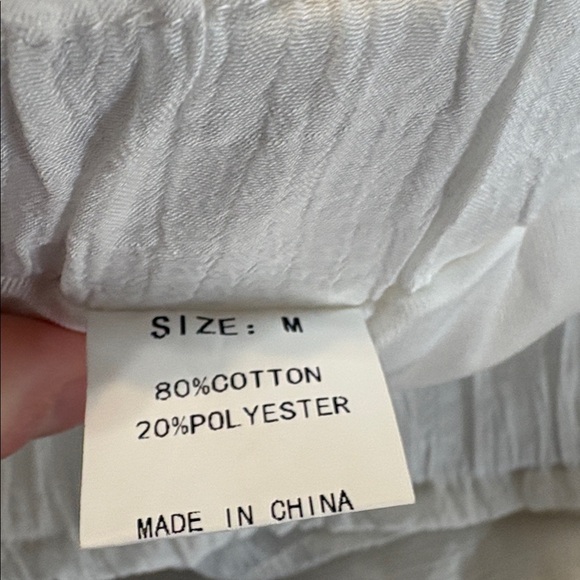 SIZE: M
80%COTTON
20%POLYESTER
MADE IN CHINA